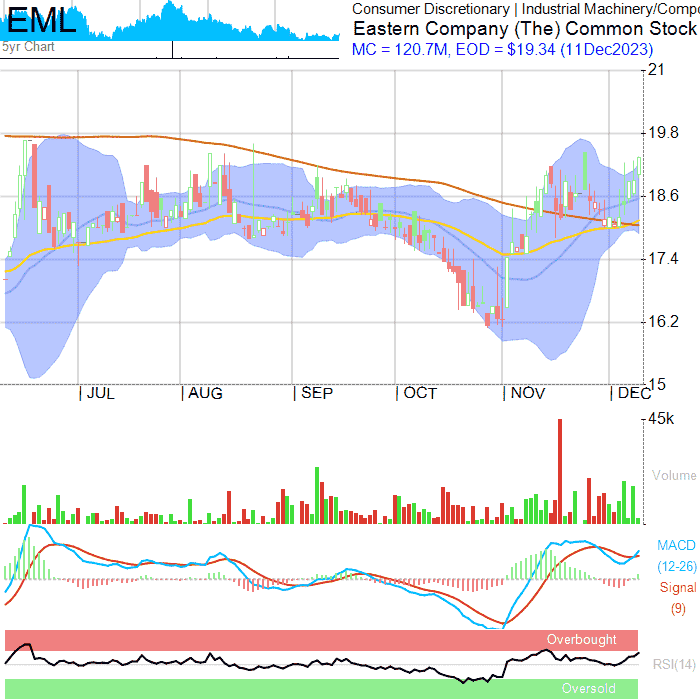 EML
5yr Chart
Consumer Discretionary | Industrial Machinery/Compo
Eastern Company (The) Common Stock
MC = 120.7M, EOD = $19.34 (11Dec2023)
21
19.8
18.6
17.4
16.2
15
JUL
AUG
SEP
OCT
NOV
DEC
45k
Volume
MACD
(12-26)
Signal
(9)
Overbought
RSI(14)
Oversold